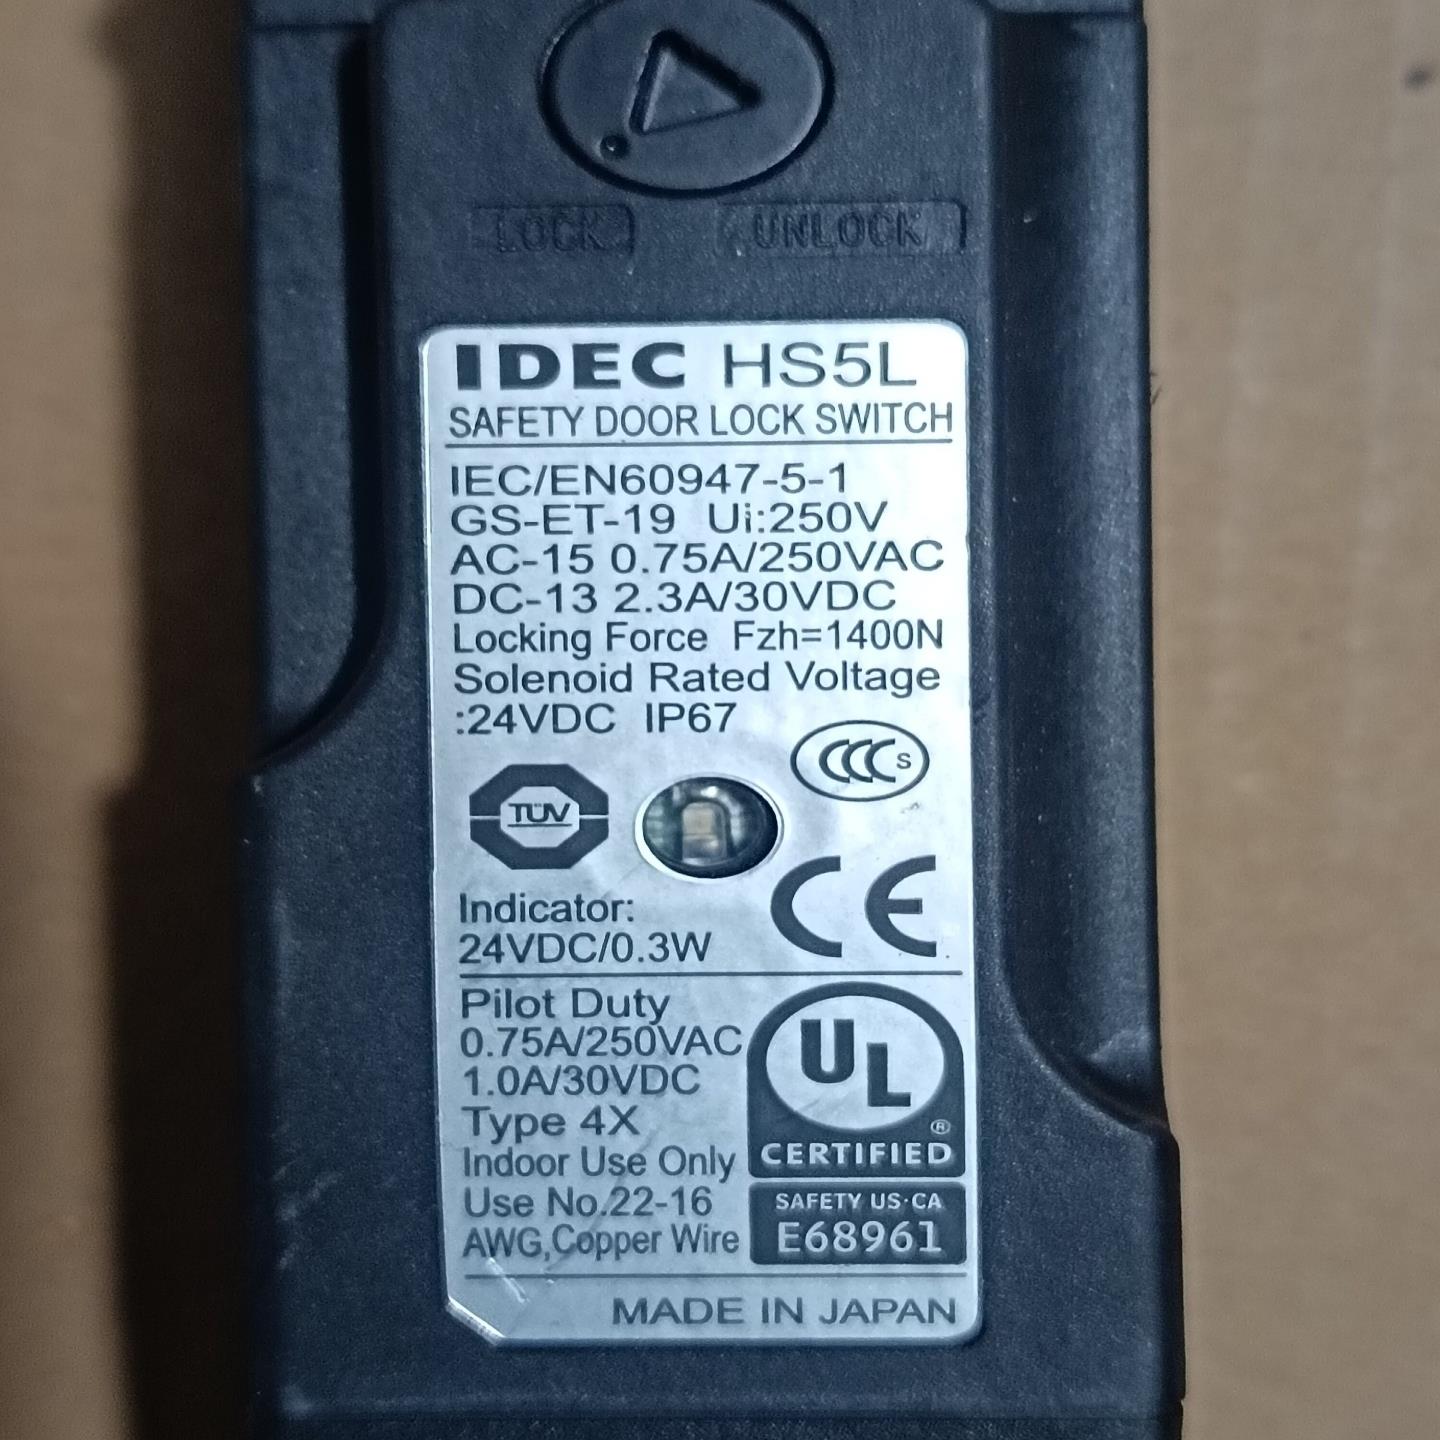 LOCK UNLOCK
IDEC HS5L
SAFETY DOOR LOCK SWITCH
IEC/EN60947-5-1
GS-ET-19 Ui:250V
AC-15 0.75A/250VAC
DC-13 2.3A/30VDC
Locking Force Fzh=1400N
Solenoid Rated Voltage
:24VDC IP67
CCC S
TÜV
CE
Indicator:
24VDC/0.3W
Pilot Duty
0.75A/250VAC
1.0A/30VDC
Type 4X
Indoor Use Only
Use No.22-16
AWG,Copper Wire
UL ®
CERTIFIED
SAFETY US·CA
E68961
MADE IN JAPAN